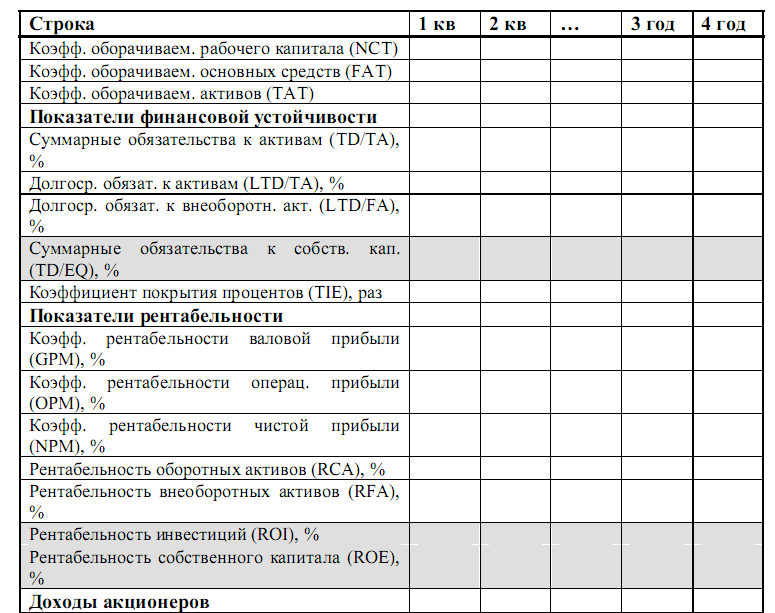 Строка 1 кв 2 кв … 3 год 4 год
Коэфф. оборачиваем. рабочего капитала (NCT)
Коэфф. оборачиваем. основных средств (FAT)
Коэфф. оборачиваем. активов (TAT)
Показатели финансовой устойчивости
Суммарные обязательства к активам (TD/TA),
%
Долгоср. обязат. к активам (LTD/TA), %
Долгоср. обязат. к внеоборотн. акт. (LTD/FA),
%
Суммарные обязательства к собств. кап.
(TD/EQ), %
Коэффициент покрытия процентов (TIE), раз
Показатели рентабельности
Коэфф. рентабельности валовой прибыли
(GPM), %
Коэфф. рентабельности операц. прибыли
(OPM), %
Коэфф. рентабельности чистой прибыли
(NPM), %
Рентабельность оборотных активов (RCA), %
Рентабельность внеоборотных активов (RFA),
%
Рентабельность инвестиций (ROI), %
Рентабельность собственного капитала (ROE),
%
Доходы акционеров